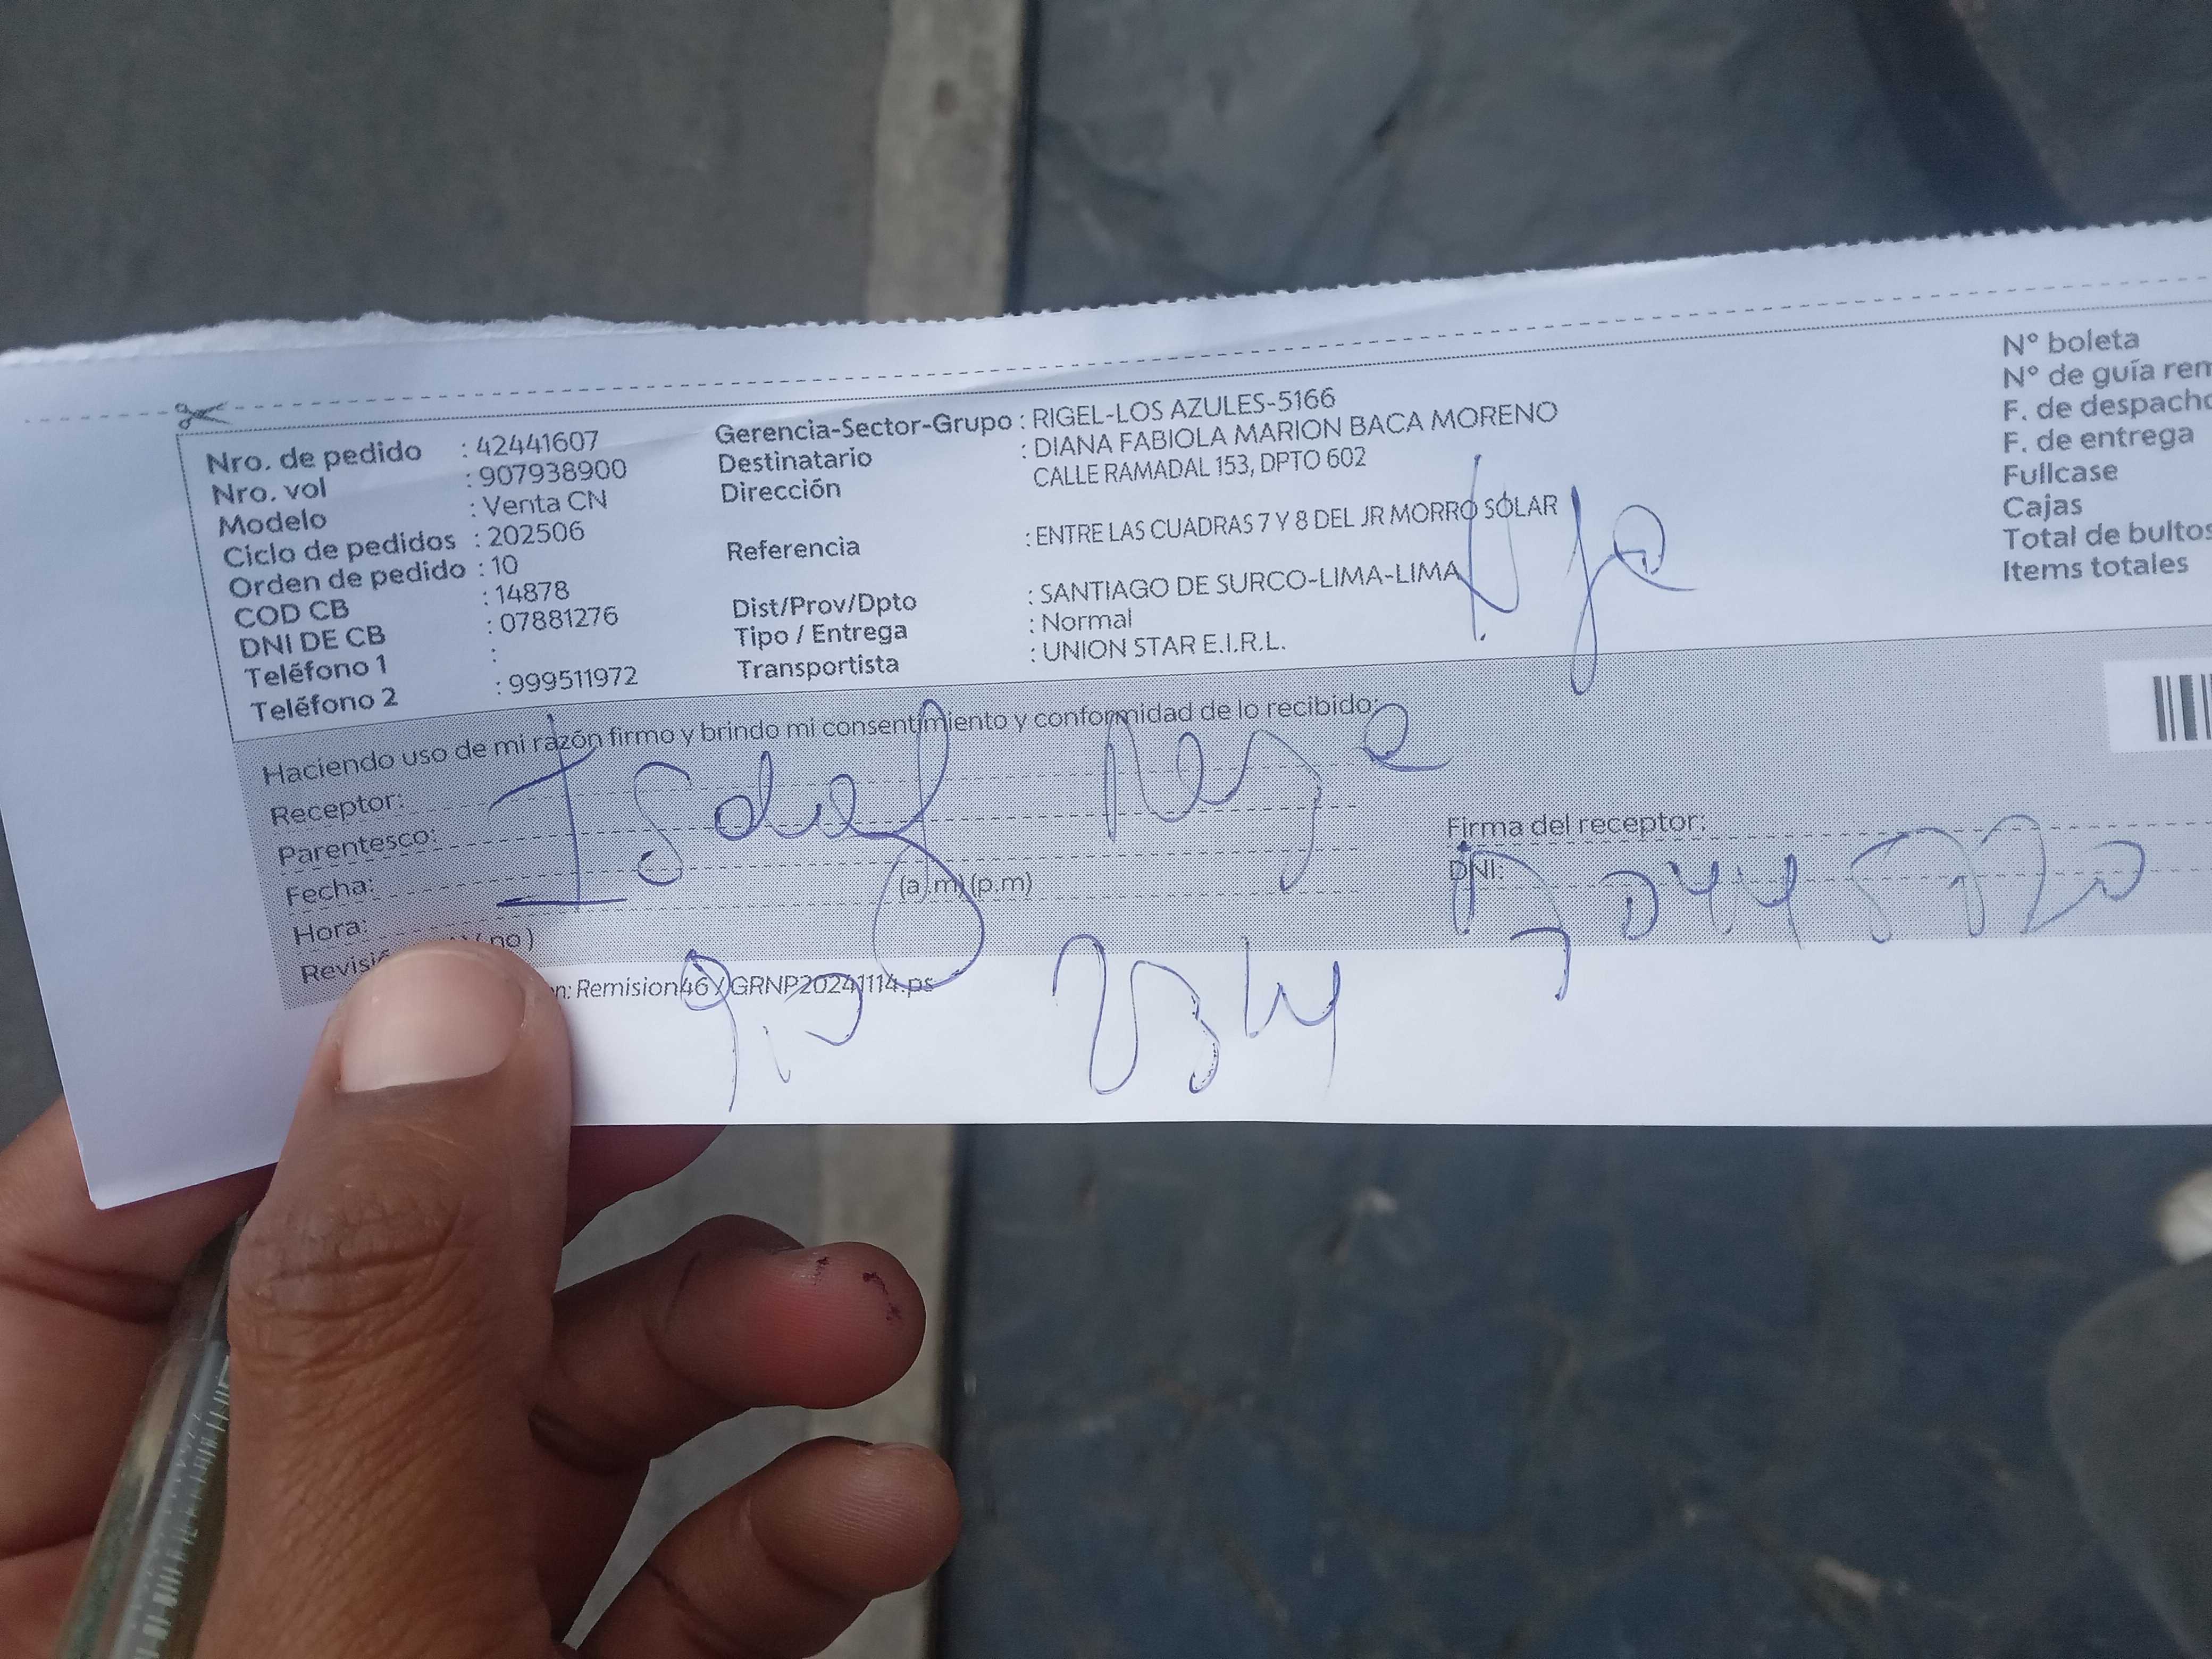 Nro. de pedido : 42441607
Nro. vol : 907938900
Modelo : Venta CN
Ciclo de pedidos : 202506
Orden de pedido : 10
COD CB : 14878
DNI DE CB : 07881276
Teléfono 1 :
Teléfono 2 : 999511972
Gerencia-Sector-Grupo : RIGEL-LOS AZULES-5166
Destinatario : DIANA FABIOLA MARION BACA MORENO
Dirección CALLE RAMADAL 153, DPTO 602
Referencia : ENTRE LAS CUADRAS 7 Y 8 DEL JR MORRO SOLAR
Dist/Prov/Dpto : SANTIAGO DE SURCO-LIMA-LIMA
Tipo / Entrega : Normal
Transportista : UNION STAR E.I.R.L.
N° boleta
N° de guía rem
F. de despacho
F. de entrega
Fullcase
Cajas
Total de bultos
Items totales
Haciendo uso de mi razón firmo y brindo mi consentimiento y conformidad de lo recibido:
Receptor:
Parentesco:
Fecha:
Hora: (a.m) (p.m)
Firma del receptor:
DNI:
no )
n: Remision46 / GRNP20241114.ps